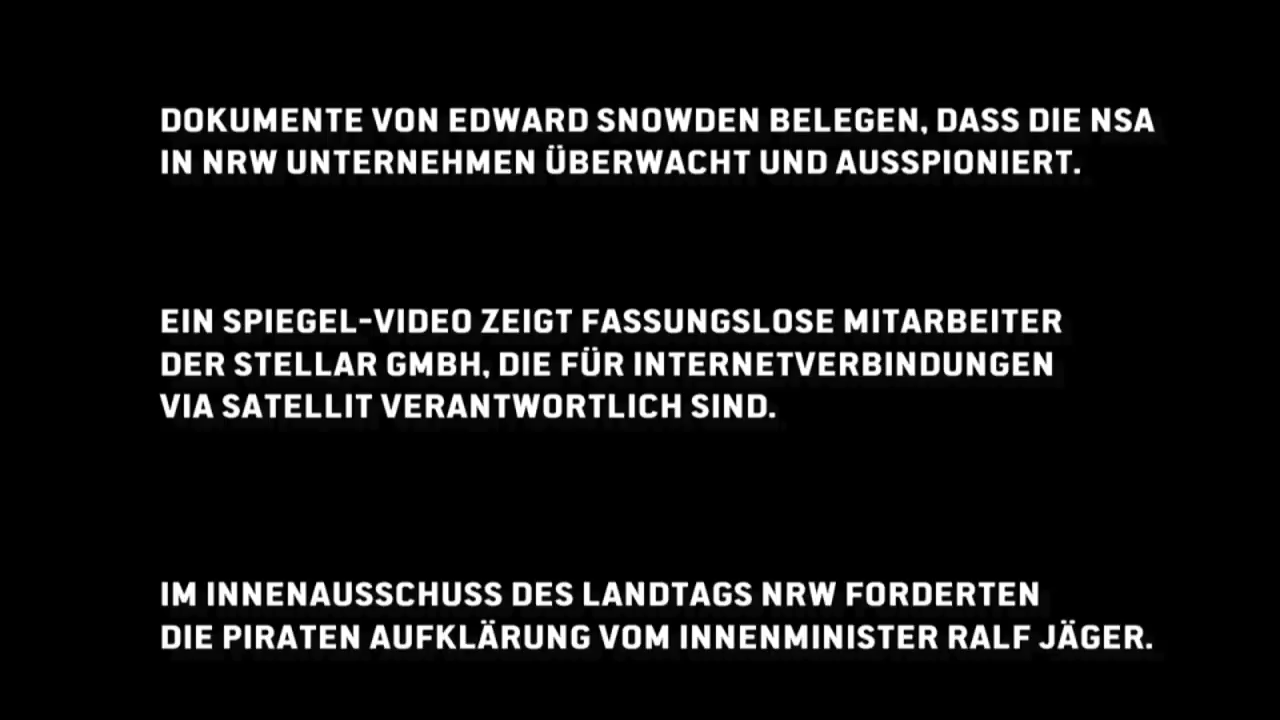 DOKUMENTE VON EDWARD SNOWDEN BELEGEN, DASS DIE NSA
IN NRW UNTERNEHMEN ÜBERWACHT UND AUSSPIONIERT.
EIN SPIEGEL-VIDEO ZEIGT FASSUNGSLOSE MITARBEITER
DER STELLAR GMBH, DIE FÜR INTERNETVERBINDUNGEN
VIA SATELLIT VERANTWORTLICH SIND.
IM INNENAUSSCHUSS DES LANDTAGS NRW FORDERTEN
DIE PIRATEN AUFKLÄRUNG VOM INNENMINISTER RALF JÄGER.